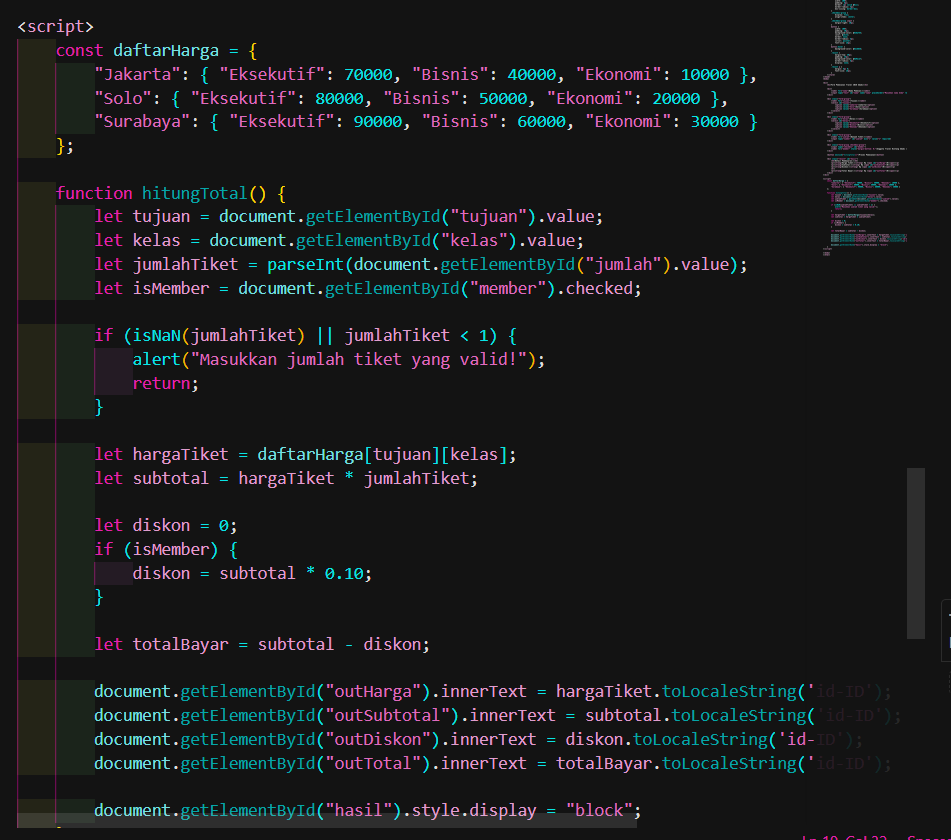 <script>
const daftarHarga = {
"Jakarta": { "Eksekutif": 70000, "Bisnis": 40000, "Ekonomi": 10000 },
"Solo": { "Eksekutif": 80000, "Bisnis": 50000, "Ekonomi": 20000 },
"Surabaya": { "Eksekutif": 90000, "Bisnis": 60000, "Ekonomi": 30000 }
};
function hitungTotal() {
let tujuan = document.getElementById("tujuan").value;
let kelas = document.getElementById("kelas").value;
let jumlahTiket = parseInt(document.getElementById("jumlah").value);
let isMember = document.getElementById("member").checked;
if (isNaN(jumlahTiket) || jumlahTiket < 1) {
alert("Masukkan jumlah tiket yang valid!");
return;
}
let hargaTiket = daftarHarga[tujuan][kelas];
let subtotal = hargaTiket * jumlahTiket;
let diskon = 0;
if (isMember) {
diskon = subtotal * 0.10;
}
let totalBayar = subtotal - diskon;
document.getElementById("outHarga").innerText = hargaTiket.toLocaleString('id-ID');
document.getElementById("outSubtotal").innerText = subtotal.toLocaleString('id-ID');
document.getElementById("outDiskon").innerText = diskon.toLocaleString('id-ID');
document.getElementById("outTotal").innerText = totalBayar.toLocaleString('id-ID');
document.getElementById("hasil").style.display = "block";